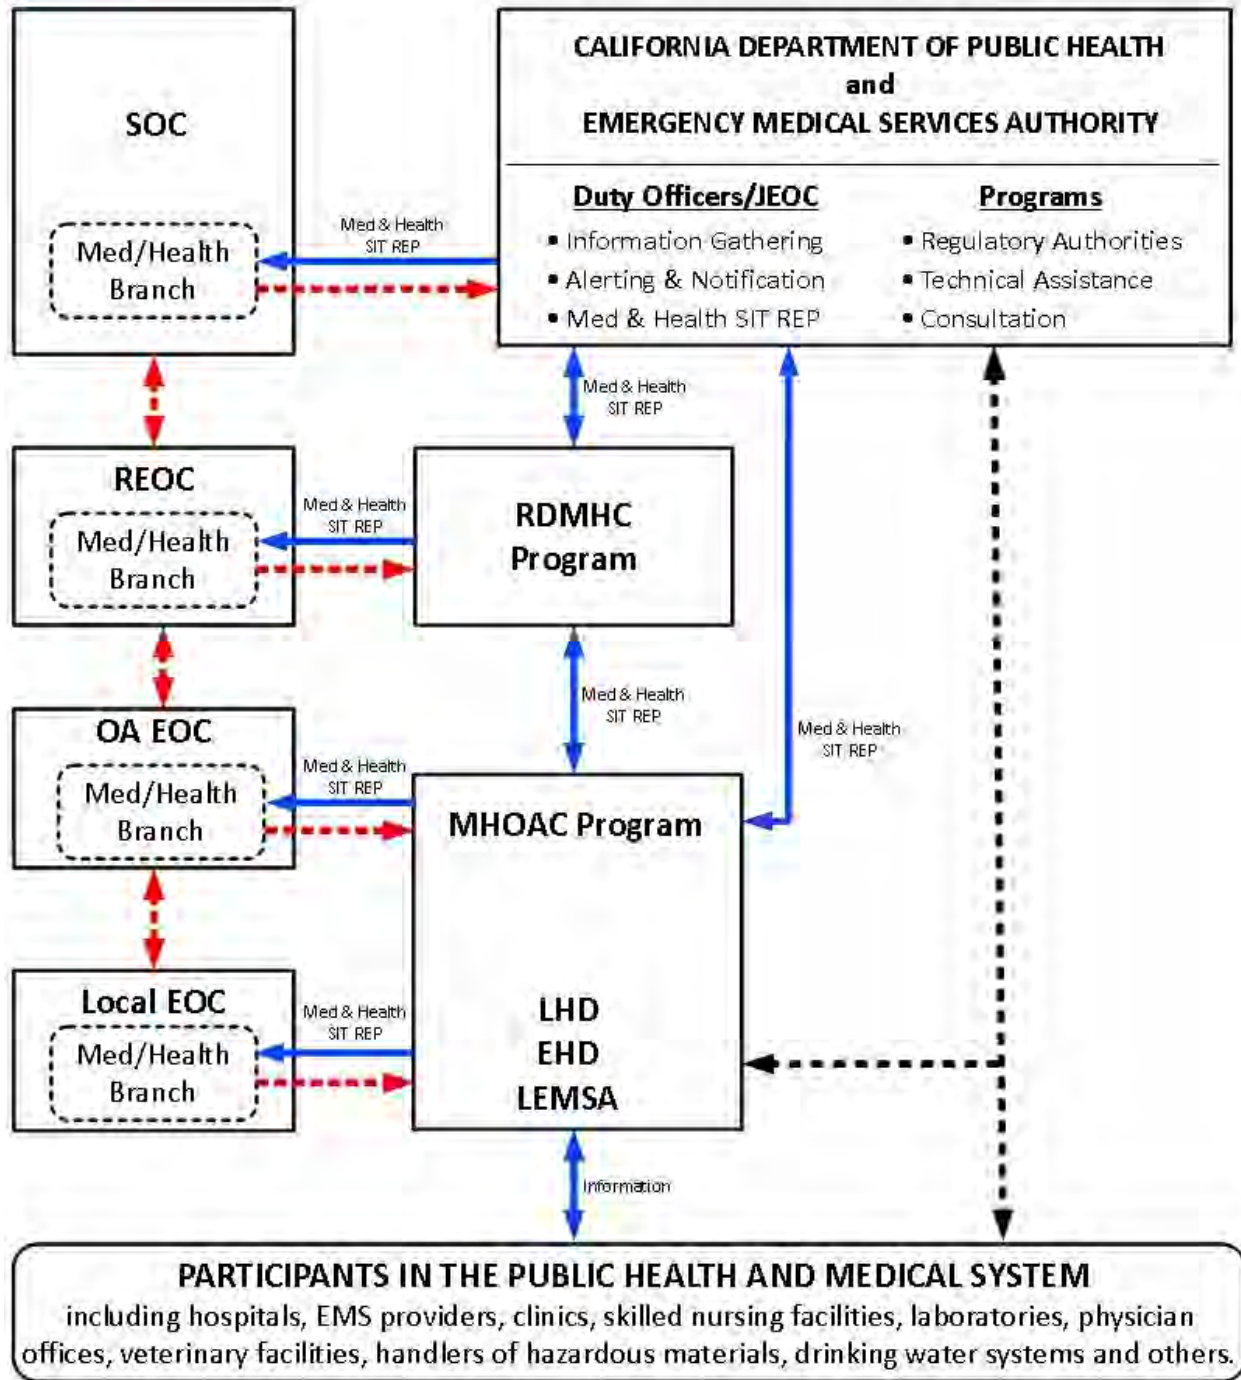 SOC
Med/Health
Branch
Med & Health
SIT REP
CALIFORNIA DEPARTMENT OF PUBLIC HEALTH
and
EMERGENCY MEDICAL SERVICES AUTHORITY
Duty Officers/JEOC
• Information Gathering
• Alerting & Notification
• Med & Health SIT REP
Programs
• Regulatory Authorities
• Technical Assistance
• Consultation
Med & Health
SIT REP
REOC
Med/Health
Branch
Med & Health
SIT REP
RDMHC
Program
Med & Health
SIT REP
Med & Health
SIT REP
OA EOC
Med/Health
Branch
Med & Health
SIT REP
MHOAC Program
LHD
EHD
LEMSA
Local EOC
Med/Health
Branch
Med & Health
SIT REP
Information
PARTICIPANTS IN THE PUBLIC HEALTH AND MEDICAL SYSTEM
including hospitals, EMS providers, clinics, skilled nursing facilities, laboratories, physician
offices, veterinary facilities, handlers of hazardous materials, drinking water systems and others.